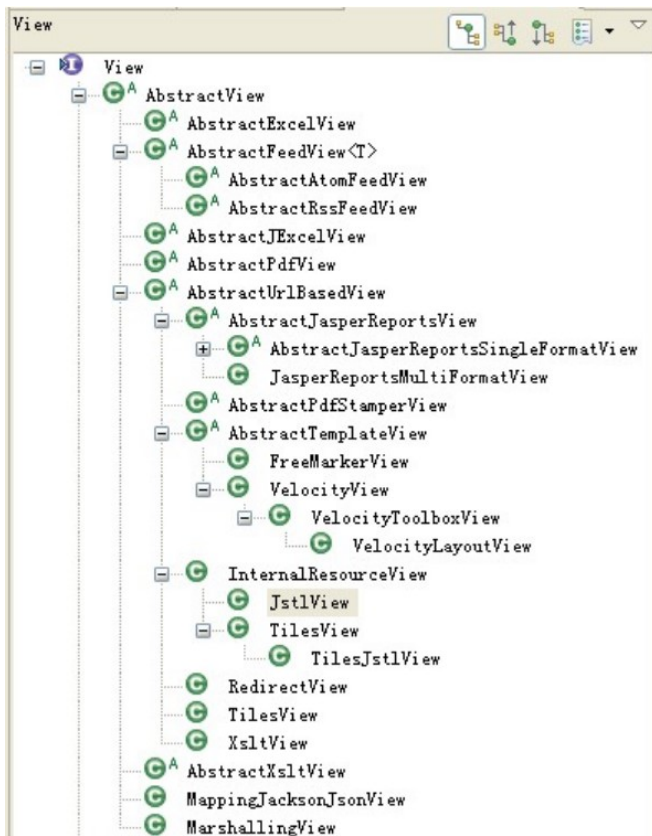 View
View
AbstractView
AbstractExcelView
AbstractFeedView<T>
AbstractAtomFeedView
AbstractRssFeedView
AbstractJExcelView
AbstractPdfView
AbstractUrlBasedView
AbstractJasperReportsView
AbstractJasperReportsSingleFormatView
JasperReportsMultiFormatView
AbstractPdfStamperView
AbstractTemplateView
FreeMarkerView
VelocityView
VelocityToolboxView
VelocityLayoutView
InternalResourceView
JstlView
TilesView
TilesJstlView
RedirectView
TilesView
XsltView
AbstractXsltView
MappingJacksonJsonView
MarshallingView